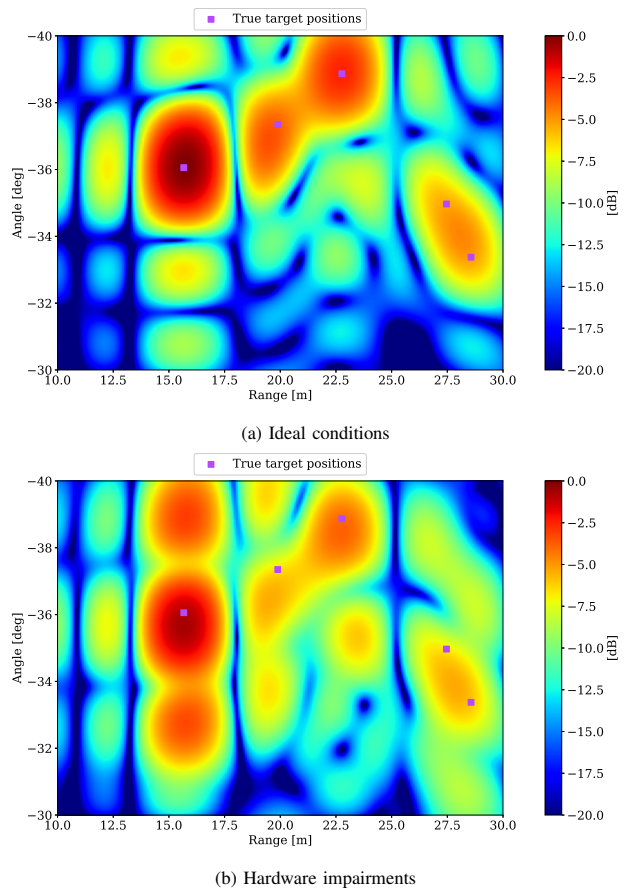 True target positions
−40
−38
−36
−34
−32
−30
Angle [deg]
10.0 12.5 15.0 17.5 20.0 22.5 25.0 27.5 30.0
Range [m]
0.0
−2.5
−5.0
−7.5
−10.0
−12.5
−15.0
−17.5
−20.0
[dB]
(a) Ideal conditions
True target positions
−40
−38
−36
−34
−32
−30
Angle [deg]
10.0 12.5 15.0 17.5 20.0 22.5 25.0 27.5 30.0
Range [m]
0.0
−2.5
−5.0
−7.5
−10.0
−12.5
−15.0
−17.5
−20.0
[dB]
(b) Hardware impairments